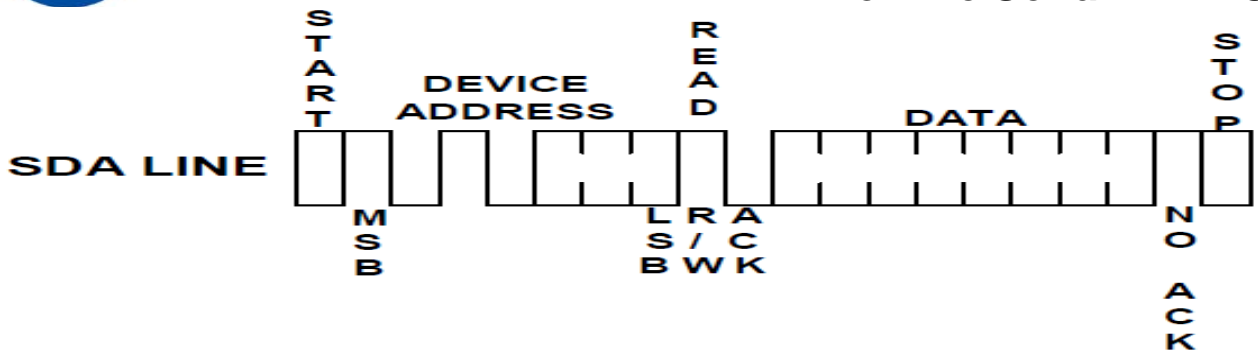 START
READ
STOP
DEVICE
ADDRESS
DATA
SDA LINE
MSB
LSB
R/W
ACK
NO ACK